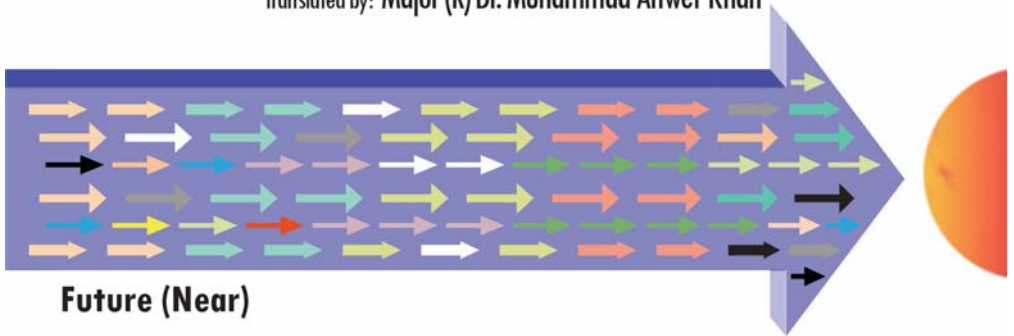 Translated by: Major (R) Dr. Muhammad Anwer Khan
Future (Near)